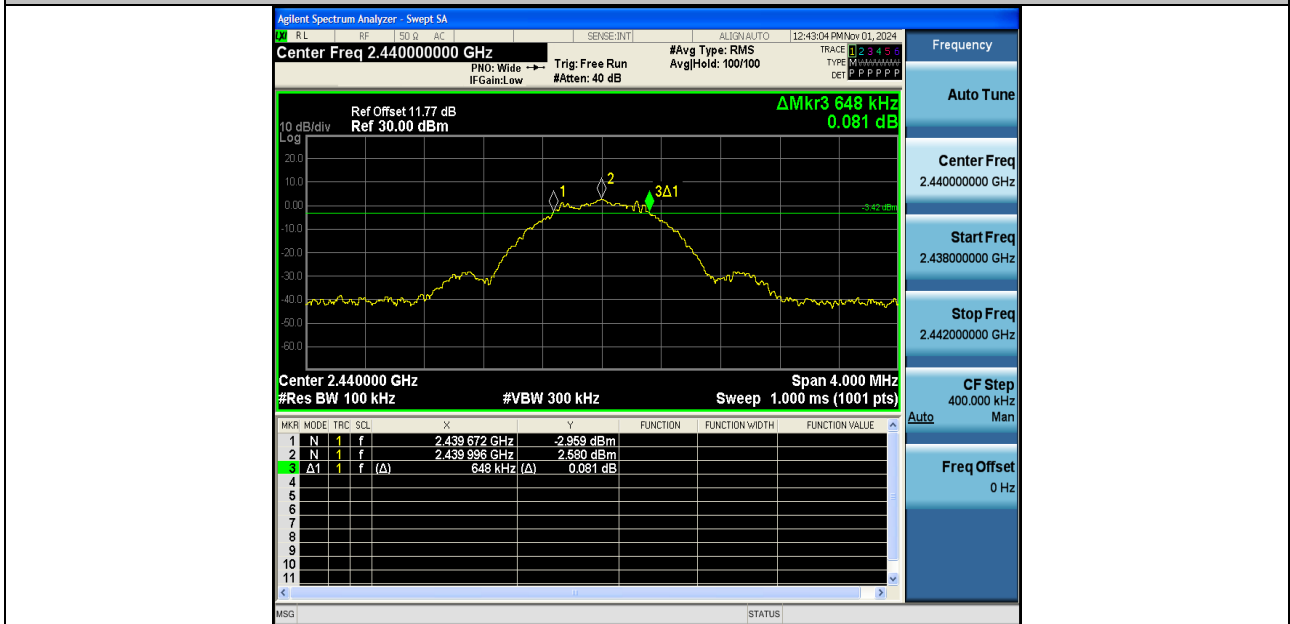 Agilent Spectrum Analyzer - Swept SA
RL RF 50 Ω AC SENSE:INT ALIGN AUTO 12:43:04 PM Nov 01, 2024
Center Freq 2.440000000 GHz
PNO: Wide
IFGain:Low
Trig: Free Run
#Atten: 40 dB
#Avg Type: RMS
Avg|Hold: 100/100
TRACE 1 2 3 4 5 6
TYPE M
DET P P P P P P
ΔMkr3 648 kHz
0.081 dB
Ref Offset 11.77 dB
10 dB/div Ref 30.00 dBm
Log
20.0
10.0
0.00
-10.0
-20.0
-30.0
-40.0
-50.0
-60.0
1
2
3Δ1
-3.42 dBm
Center 2.440000 GHz Span 4.000 MHz
#Res BW 100 kHz #VBW 300 kHz Sweep 1.000 ms (1001 pts)
MKR MODE TRC SCL X Y FUNCTION FUNCTION WIDTH FUNCTION VALUE
1 N 1 f 2.439 672 GHz -2.959 dBm
2 N 1 f 2.439 996 GHz 2.580 dBm
3 Δ1 1 f (Δ) 648 kHz (Δ) 0.081 dB
4
5
6
7
8
9
10
11
MSG STATUS
Frequency
Auto Tune
Center Freq
2.440000000 GHz
Start Freq
2.438000000 GHz
Stop Freq
2.442000000 GHz
CF Step
400.000 kHz
Auto Man
Freq Offset
0 Hz